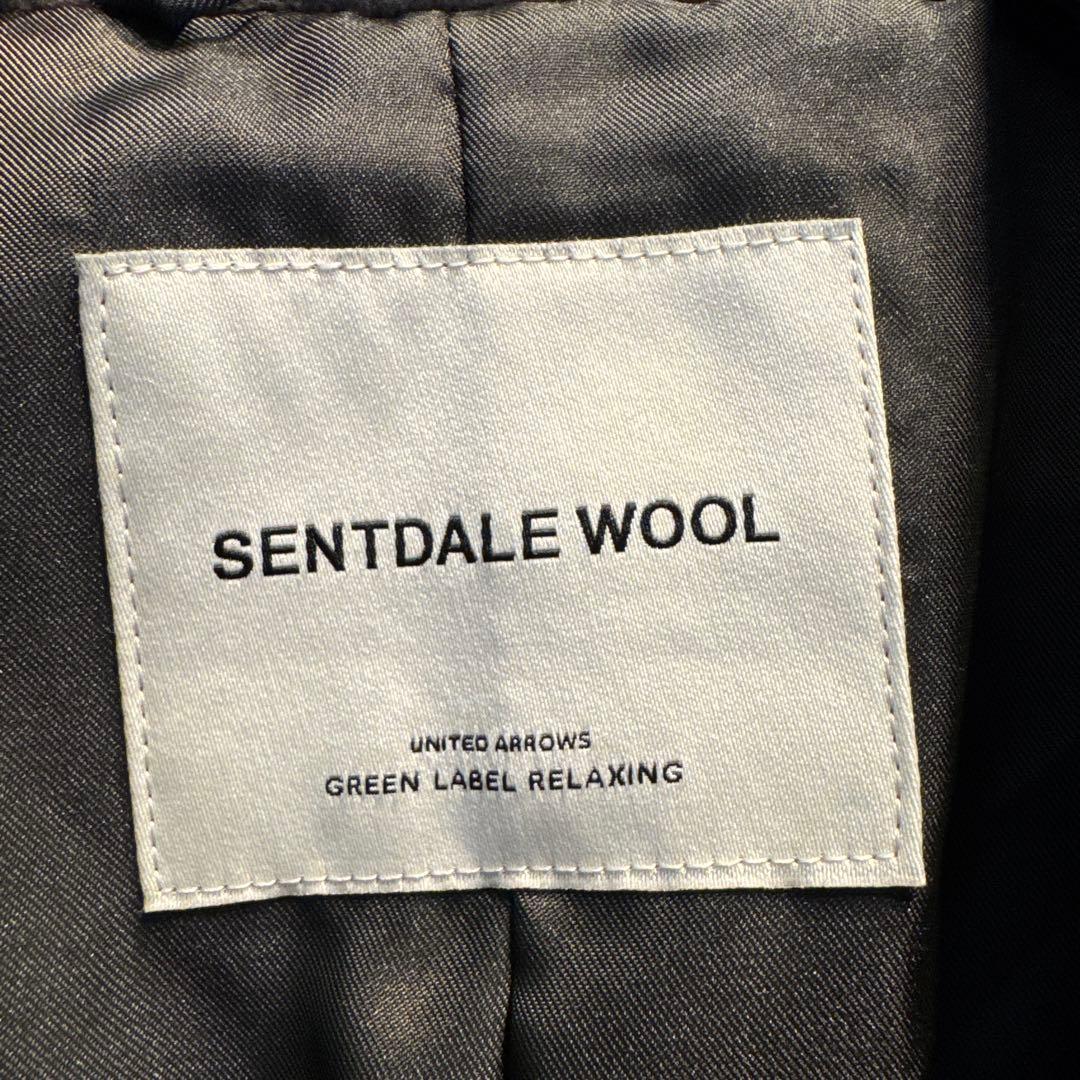 SENTDALE WOOL
UNITED ARROWS
GREEN LABEL RELAXING